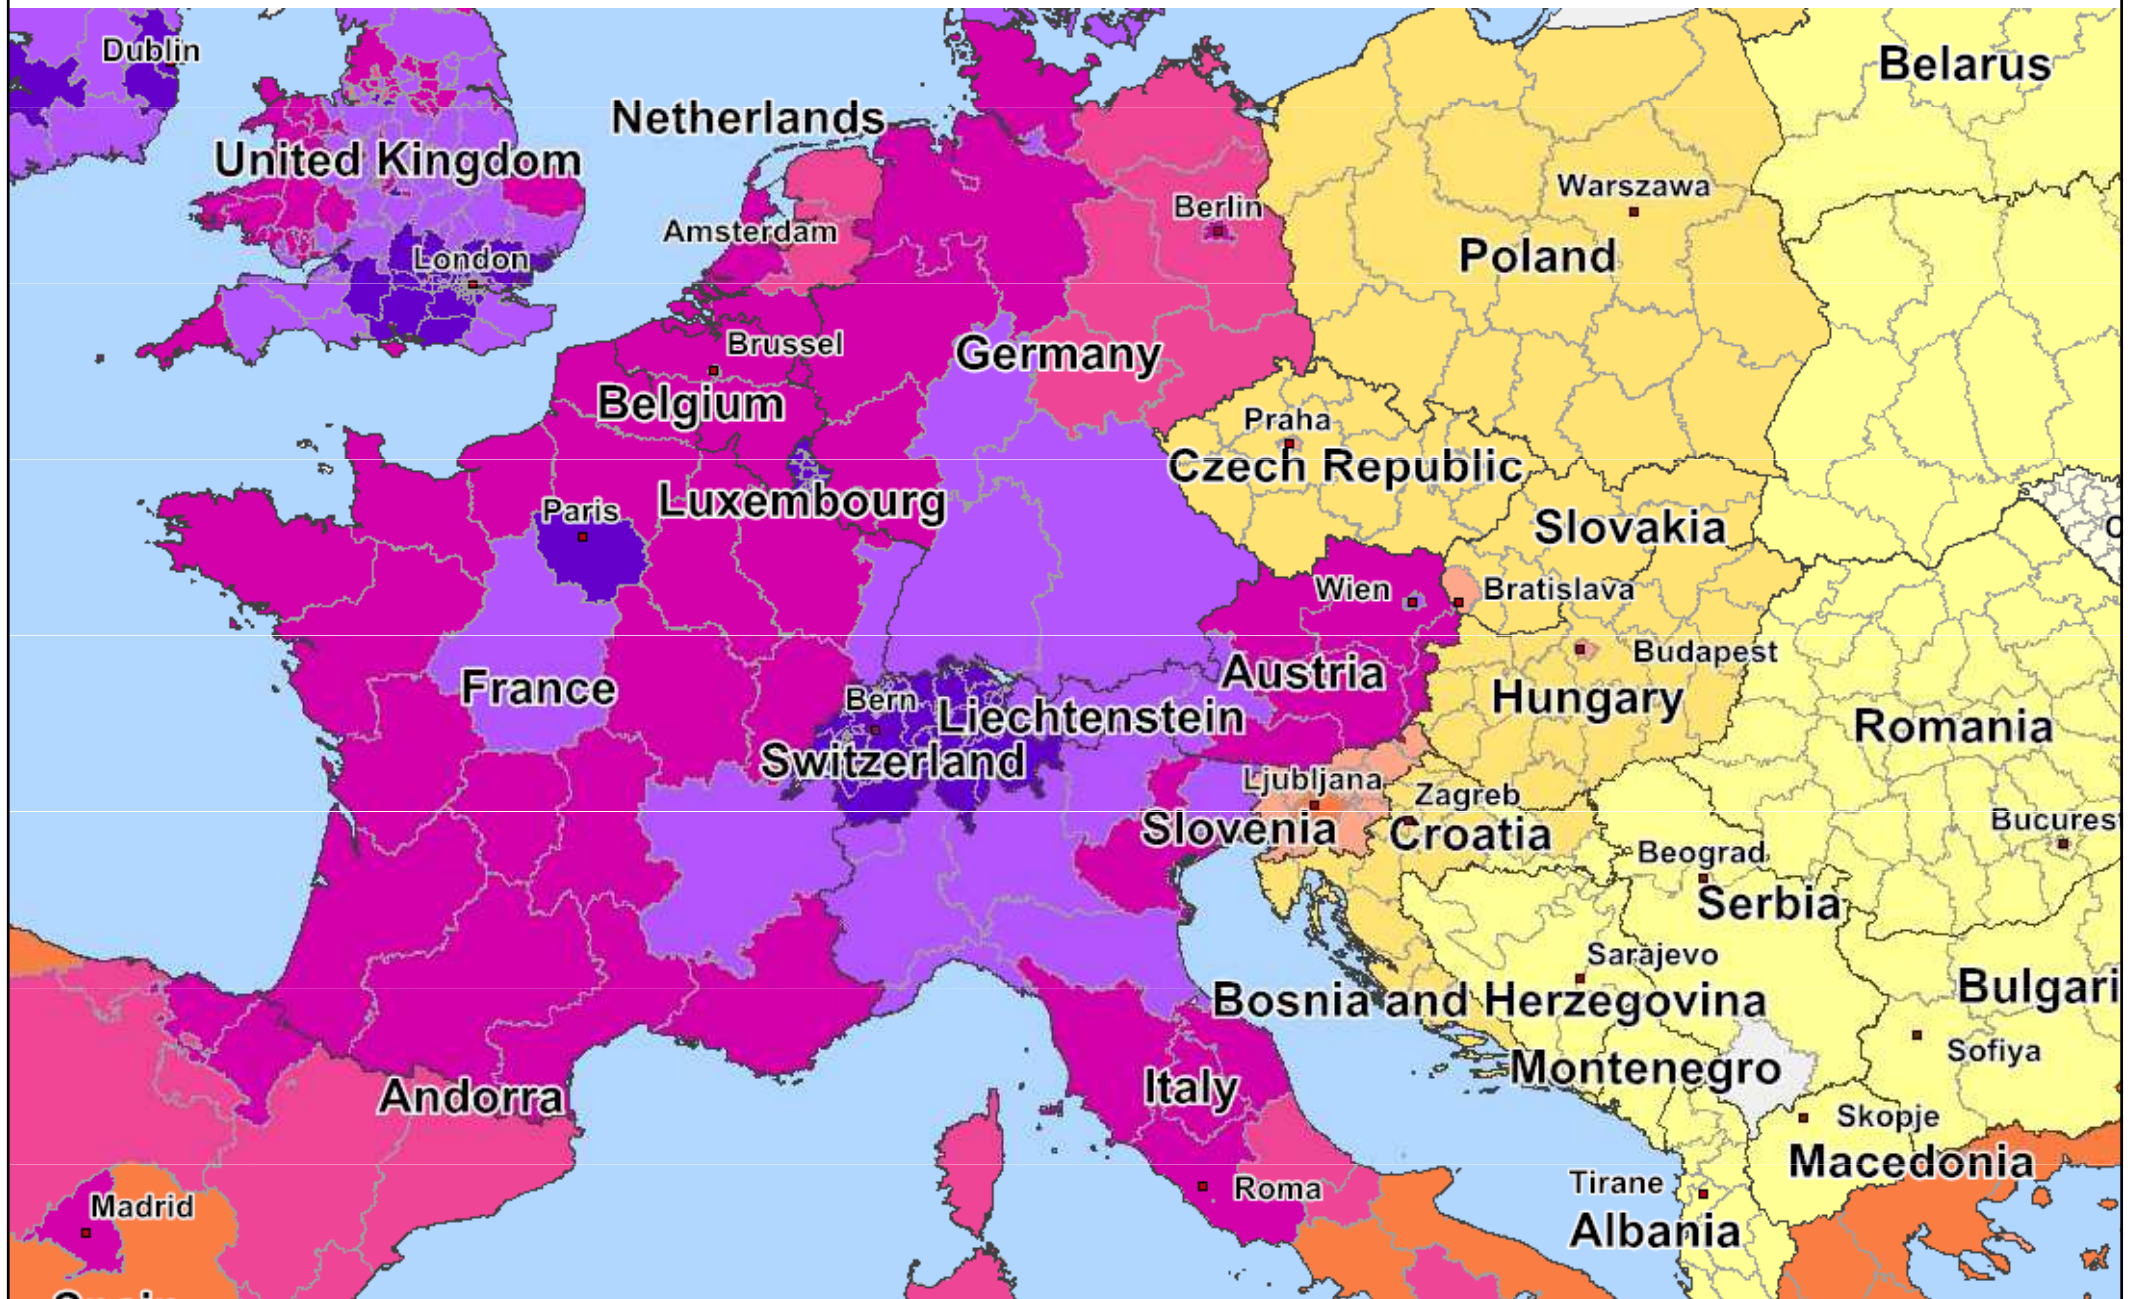 Dublin
Belarus
Netherlands
United Kingdom
Warszawa
Berlin
Amsterdam
Poland
London
Brussel
Germany
Belgium
Praha
Czech Republic
Luxembourg
Paris
Slovakia
Wien
Bratislava
Budapest
Austria
France
Hungary
Bern
Liechtenstein
Romania
Switzerland
Ljubljana
Zagreb
Slovenia
Croatia
Bucures
Beograd
Serbia
Sarajevo
Bulgari
Bosnia and Herzegovina
Sofiya
Montenegro
Italy
Andorra
Skopje
Macedonia
Roma
Tirane
Madrid
Albania